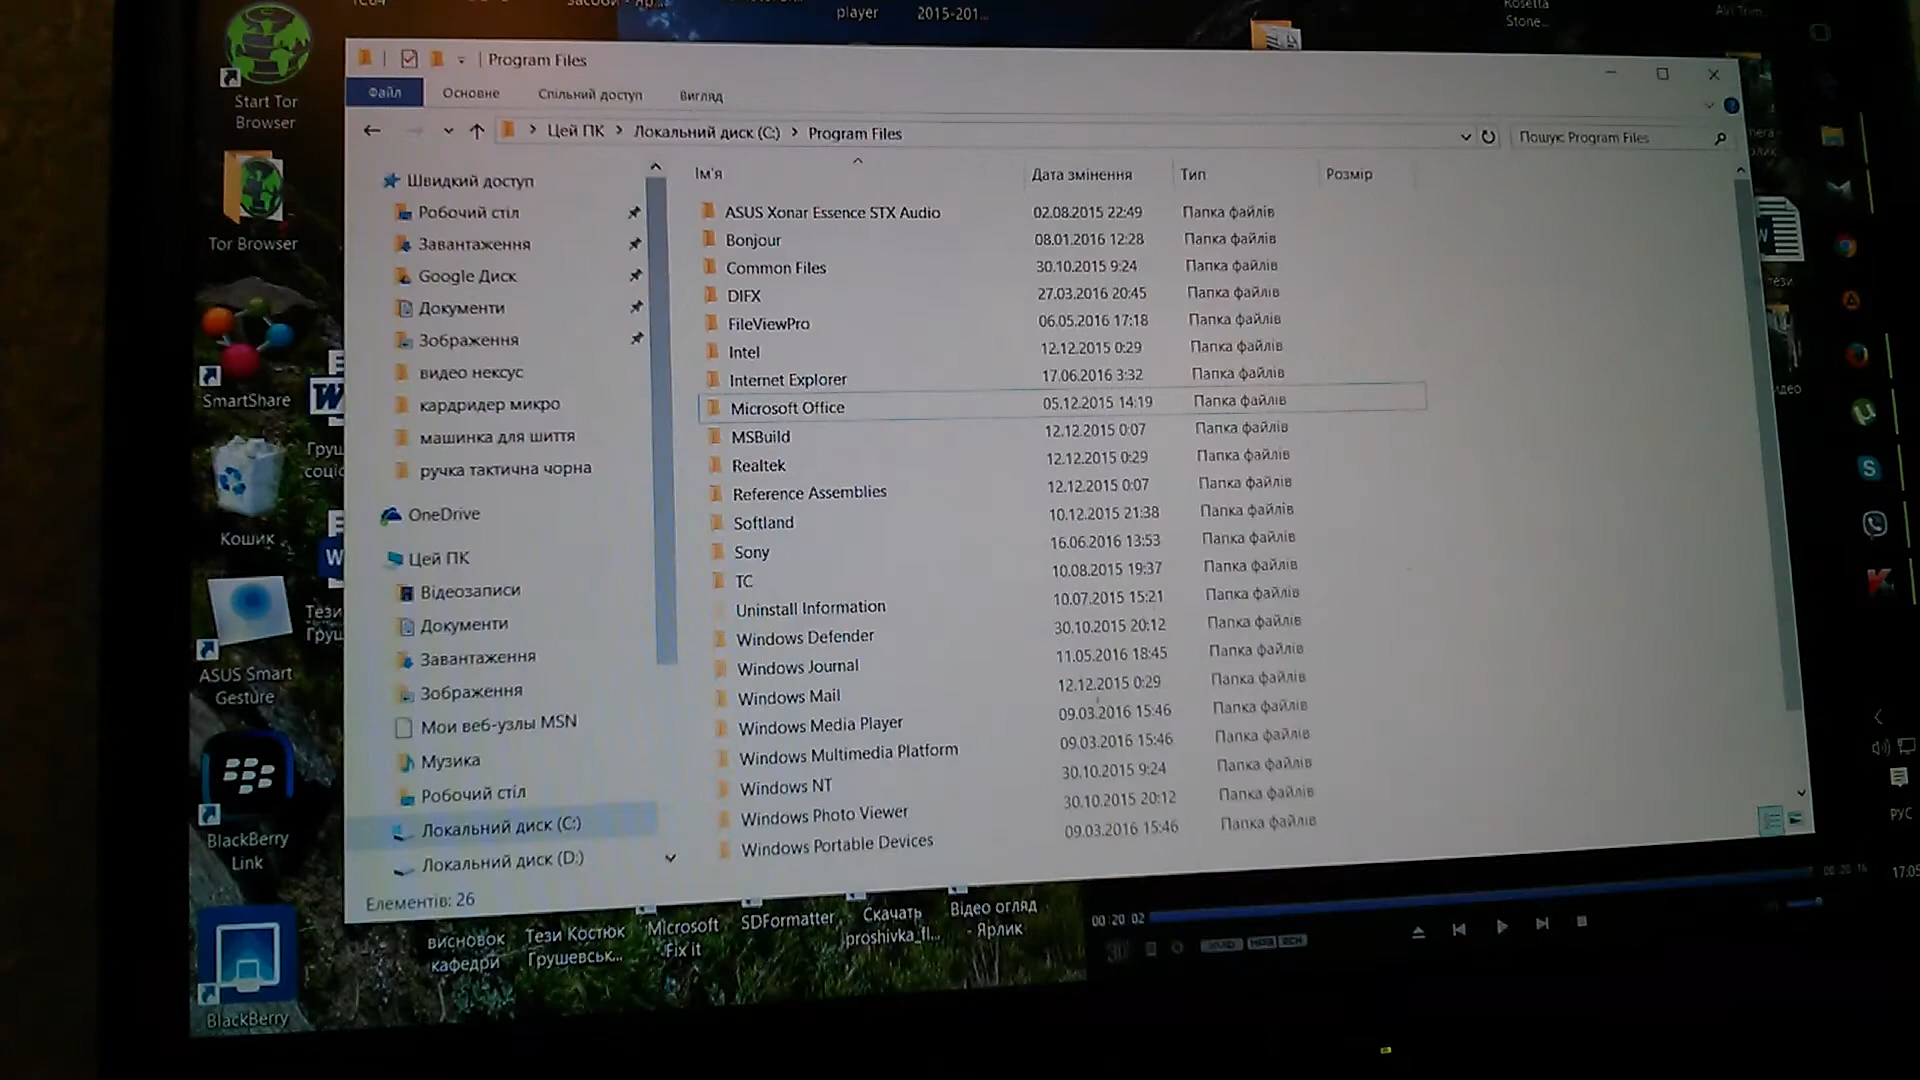 player
2015-201...
Rosetta
Stone...
Start Tor
Browser
Tor Browser
SmartShare
Кошик
ASUS Smart
Gesture
BlackBerry
Link
BlackBerry
Program Files
Файл
Основне
Спільний доступ
Вигляд
Цей ПК > Локальний диск (C:) > Program Files
Пошук: Program Files
Швидкий доступ
Робочий стіл
Завантаження
Google Диск
Документи
Зображення
видео нексус
кардридер микро
машинка для шиття
ручка тактична чорна
OneDrive
Цей ПК
Відеозаписи
Документи
Завантаження
Зображення
Мои веб-узлы MSN
Музика
Робочий стіл
Локальний диск (C:)
Локальний диск (D:)
Елементів: 26
Ім'я Дата змінення Тип Розмір
ASUS Xonar Essence STX Audio 02.08.2015 22:49 Папка файлів
Bonjour 08.01.2016 12:28 Папка файлів
Common Files 30.10.2015 9:24 Папка файлів
DIFX 27.03.2016 20:45 Папка файлів
FileViewPro 06.05.2016 17:18 Папка файлів
Intel 12.12.2015 0:29 Папка файлів
Internet Explorer 17.06.2016 3:32 Папка файлів
Microsoft Office 05.12.2015 14:19 Папка файлів
MSBuild 12.12.2015 0:07 Папка файлів
Realtek 12.12.2015 0:29 Папка файлів
Reference Assemblies 12.12.2015 0:07 Папка файлів
Softland 10.12.2015 21:38 Папка файлів
Sony 16.06.2016 13:53 Папка файлів
TC 10.08.2015 19:37 Папка файлів
Uninstall Information 10.07.2015 15:21 Папка файлів
Windows Defender 30.10.2015 20:12 Папка файлів
Windows Journal 11.05.2016 18:45 Папка файлів
Windows Mail 12.12.2015 0:29 Папка файлів
Windows Media Player 09.03.2016 15:46 Папка файлів
Windows Multimedia Platform 09.03.2016 15:46 Папка файлів
Windows NT 30.10.2015 9:24 Папка файлів
Windows Photo Viewer 30.10.2015 20:12 Папка файлів
Windows Portable Devices 09.03.2016 15:46 Папка файлів
висновок
кафедри
Тези Костюк
Грушевськ...
Microsoft
Fix it
SDFormatter
Скачать
proshivka_fl...
Відео огляд
- Ярлик
00:20 02
РУС
17:05